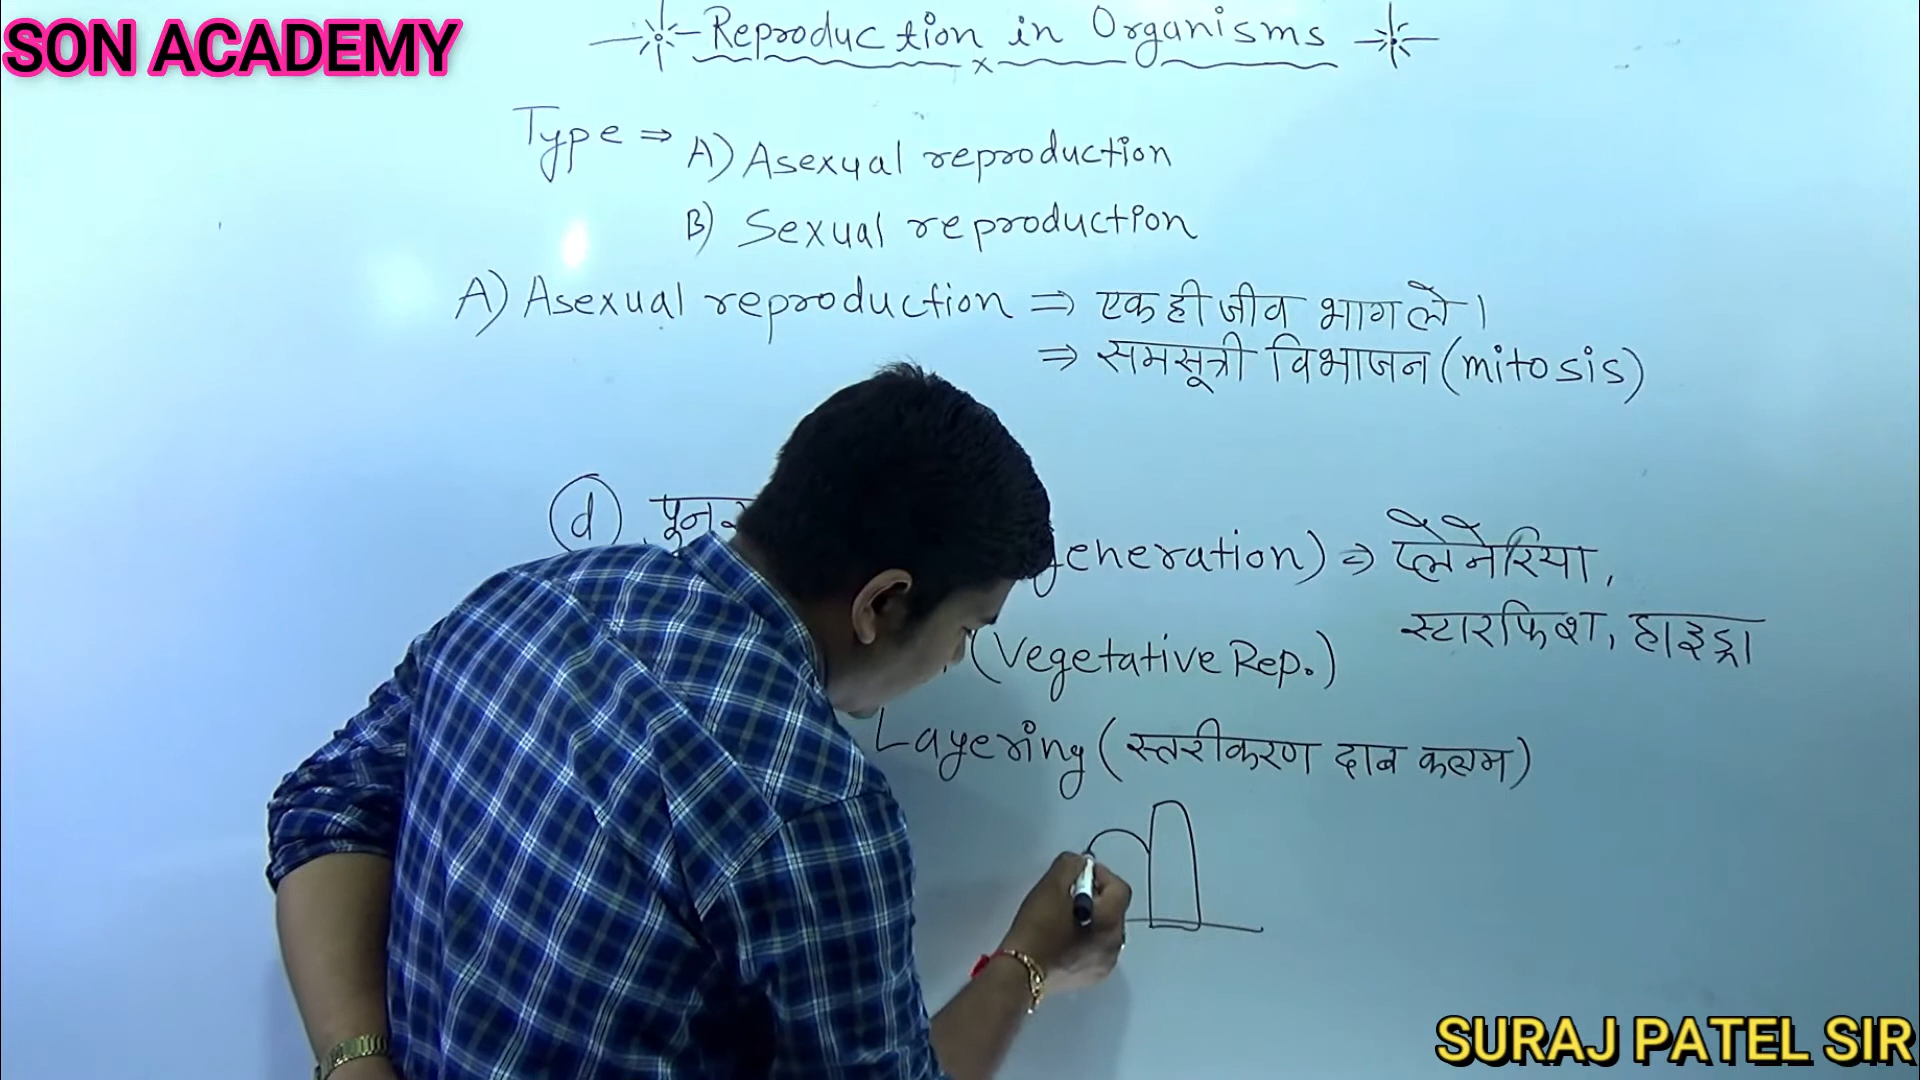 SON ACADEMY
Reproduction in Organisms
Type ⇒ A) Asexual reproduction
B) Sexual reproduction
A) Asexual reproduction ⇒ एक ही जीव भाग ले।
⇒ समसूत्री विभाजन (mitosis)
d eneration) ⇒ प्लेनेरिया,
स्टारफिश, हाइड्रा
(Vegetative Rep.)
Layering (स्तरीकरण दाब कलम)
SURAJ PATEL SIR